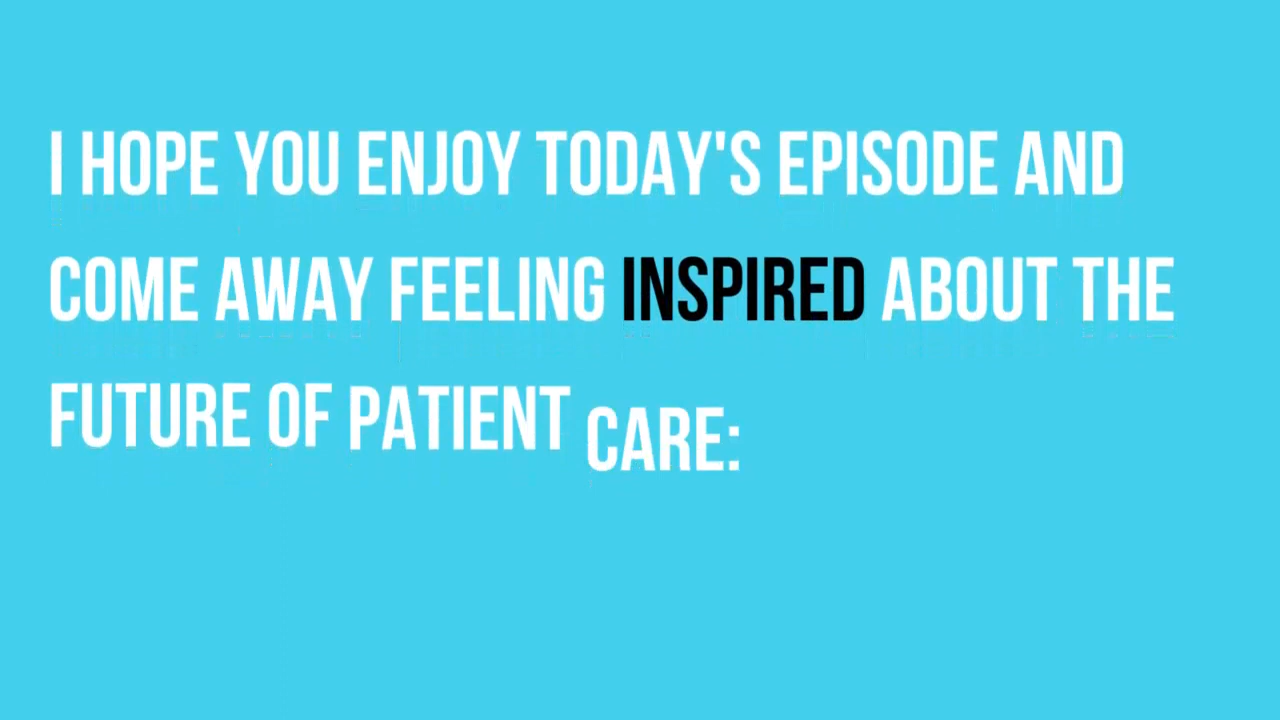 I HOPE YOU ENJOY TODAY'S EPISODE AND
COME AWAY FEELING INSPIRED ABOUT THE
FUTURE OF PATIENT CARE: